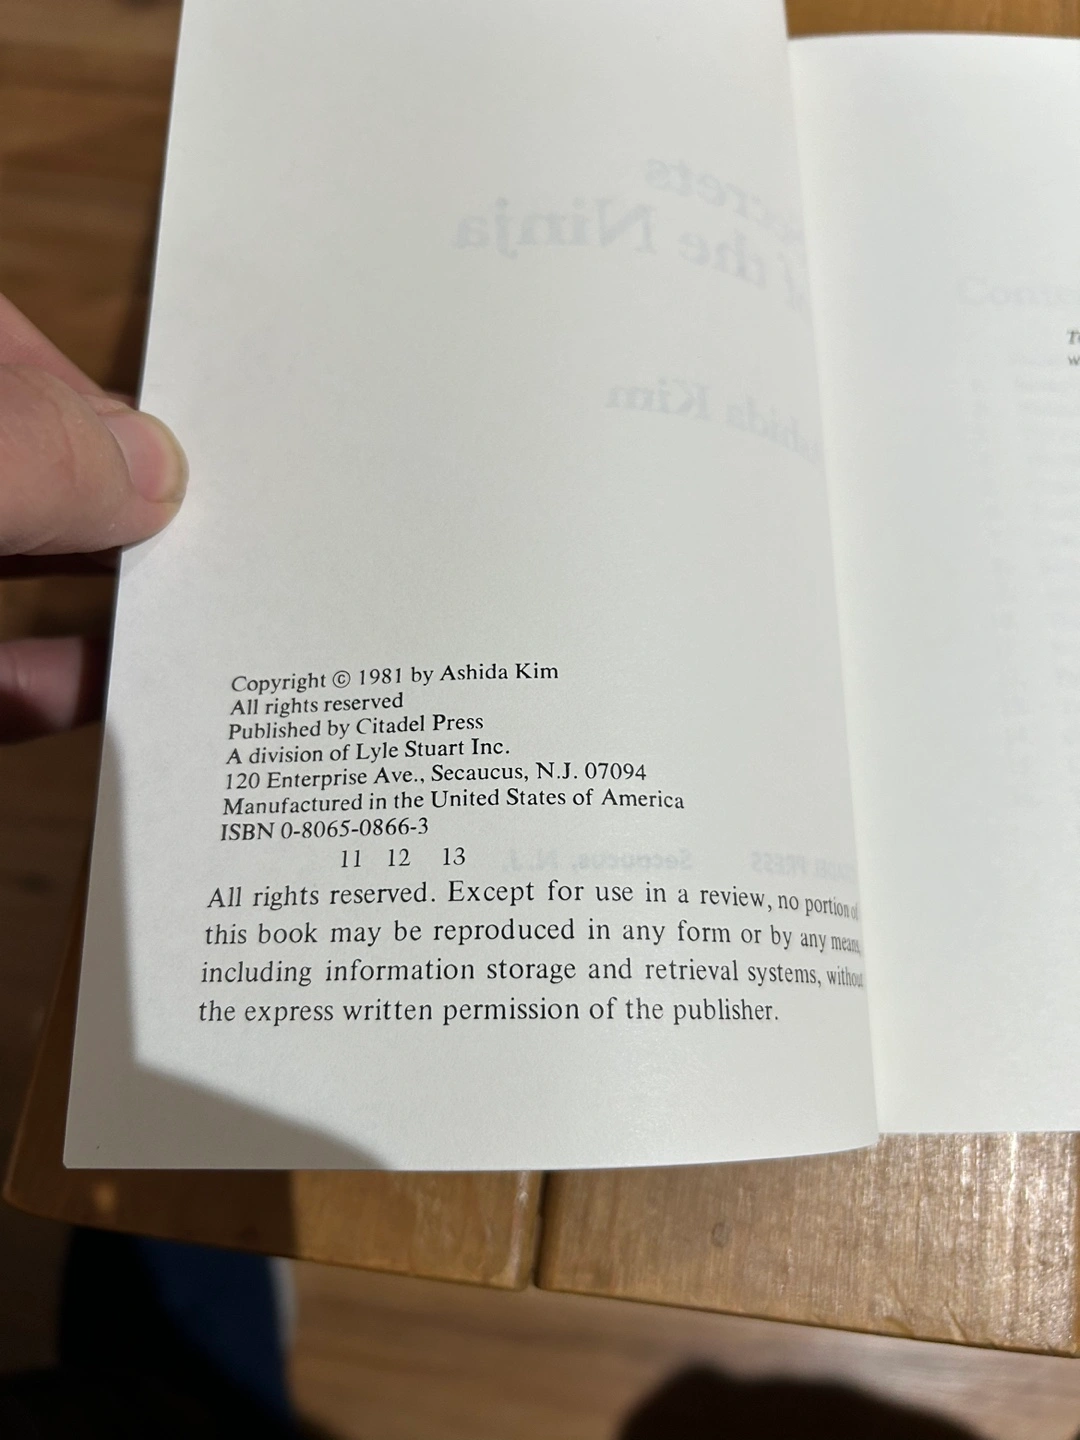 Copyright © 1981 by Ashida Kim
All rights reserved
Published by Citadel Press
A division of Lyle Stuart Inc.
120 Enterprise Ave., Secaucus, N.J. 07094
Manufactured in the United States of America
ISBN 0-8065-0866-3
11 12 13
All rights reserved. Except for use in a review, no portion of
this book may be reproduced in any form or by any means,
including information storage and retrieval systems, without
the express written permission of the publisher.